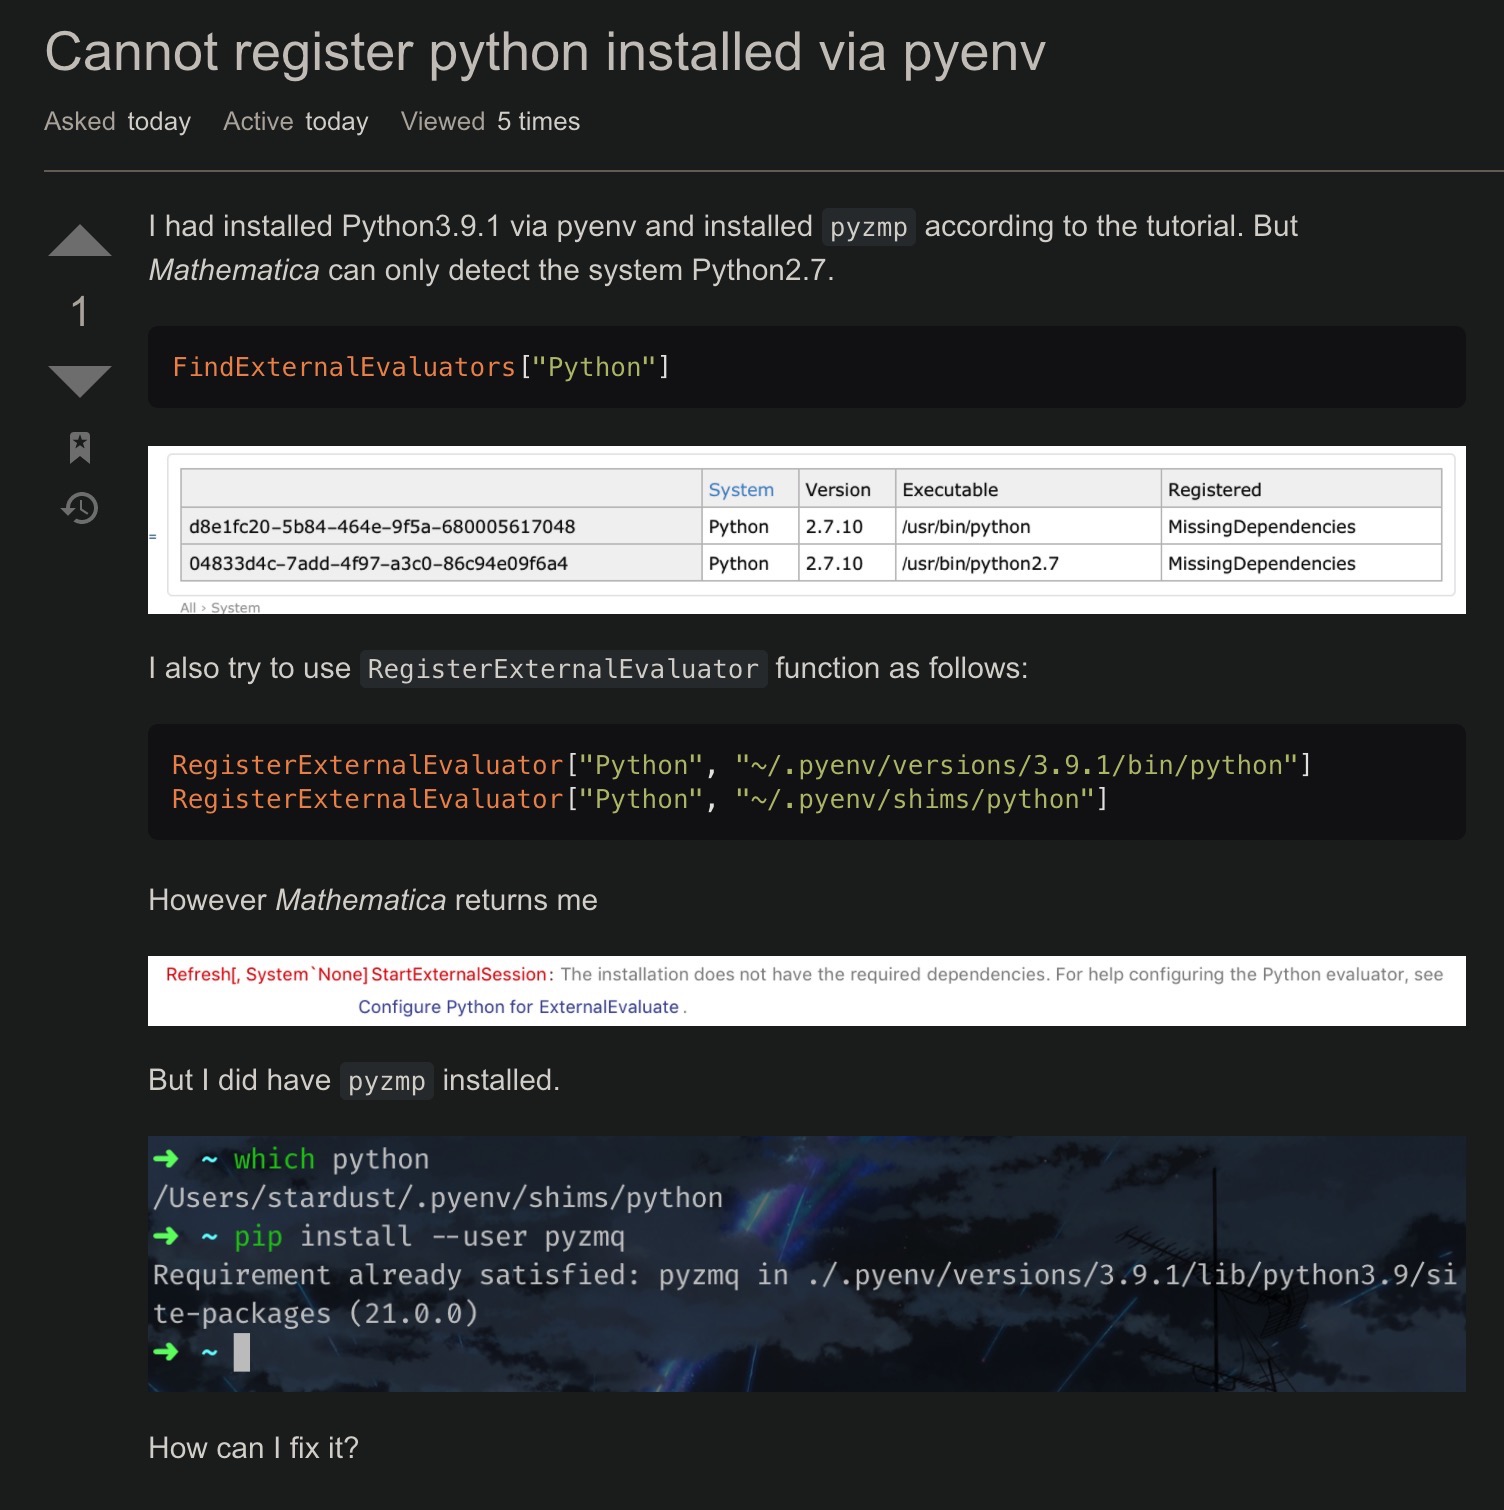 Cannot register python installed via pyenv
Asked today Active today Viewed 5 times
I had installed Python3.9.1 via pyenv and installed pyzmp according to the tutorial. But
Mathematica can only detect the system Python2.7.
1
FindExternalEvaluators["Python"]
System Version Executable Registered
d8e1fc20-5b84-464e-9f5a-680005617048 Python 2.7.10 /usr/bin/python MissingDependencies
=
04833d4c-7add-4f97-a3c0-86c94e09f6a4 Python 2.7.10 /usr/bin/python2.7 MissingDependencies
All › System
I also try to use RegisterExternalEvaluator function as follows:
RegisterExternalEvaluator["Python", "~/.pyenv/versions/3.9.1/bin/python"]
RegisterExternalEvaluator["Python", "~/.pyenv/shims/python"]
However Mathematica returns me
Refresh[, System`None]StartExternalSession: The installation does not have the required dependencies. For help configuring the Python evaluator, see
Configure Python for ExternalEvaluate .
But I did have pyzmp installed.
➜ ~ which python
/Users/stardust/.pyenv/shims/python
➜ ~ pip install --user pyzmq
Requirement already satisfied: pyzmq in ./.pyenv/versions/3.9.1/lib/python3.9/si
te-packages (21.0.0)
➜ ~
How can I fix it?